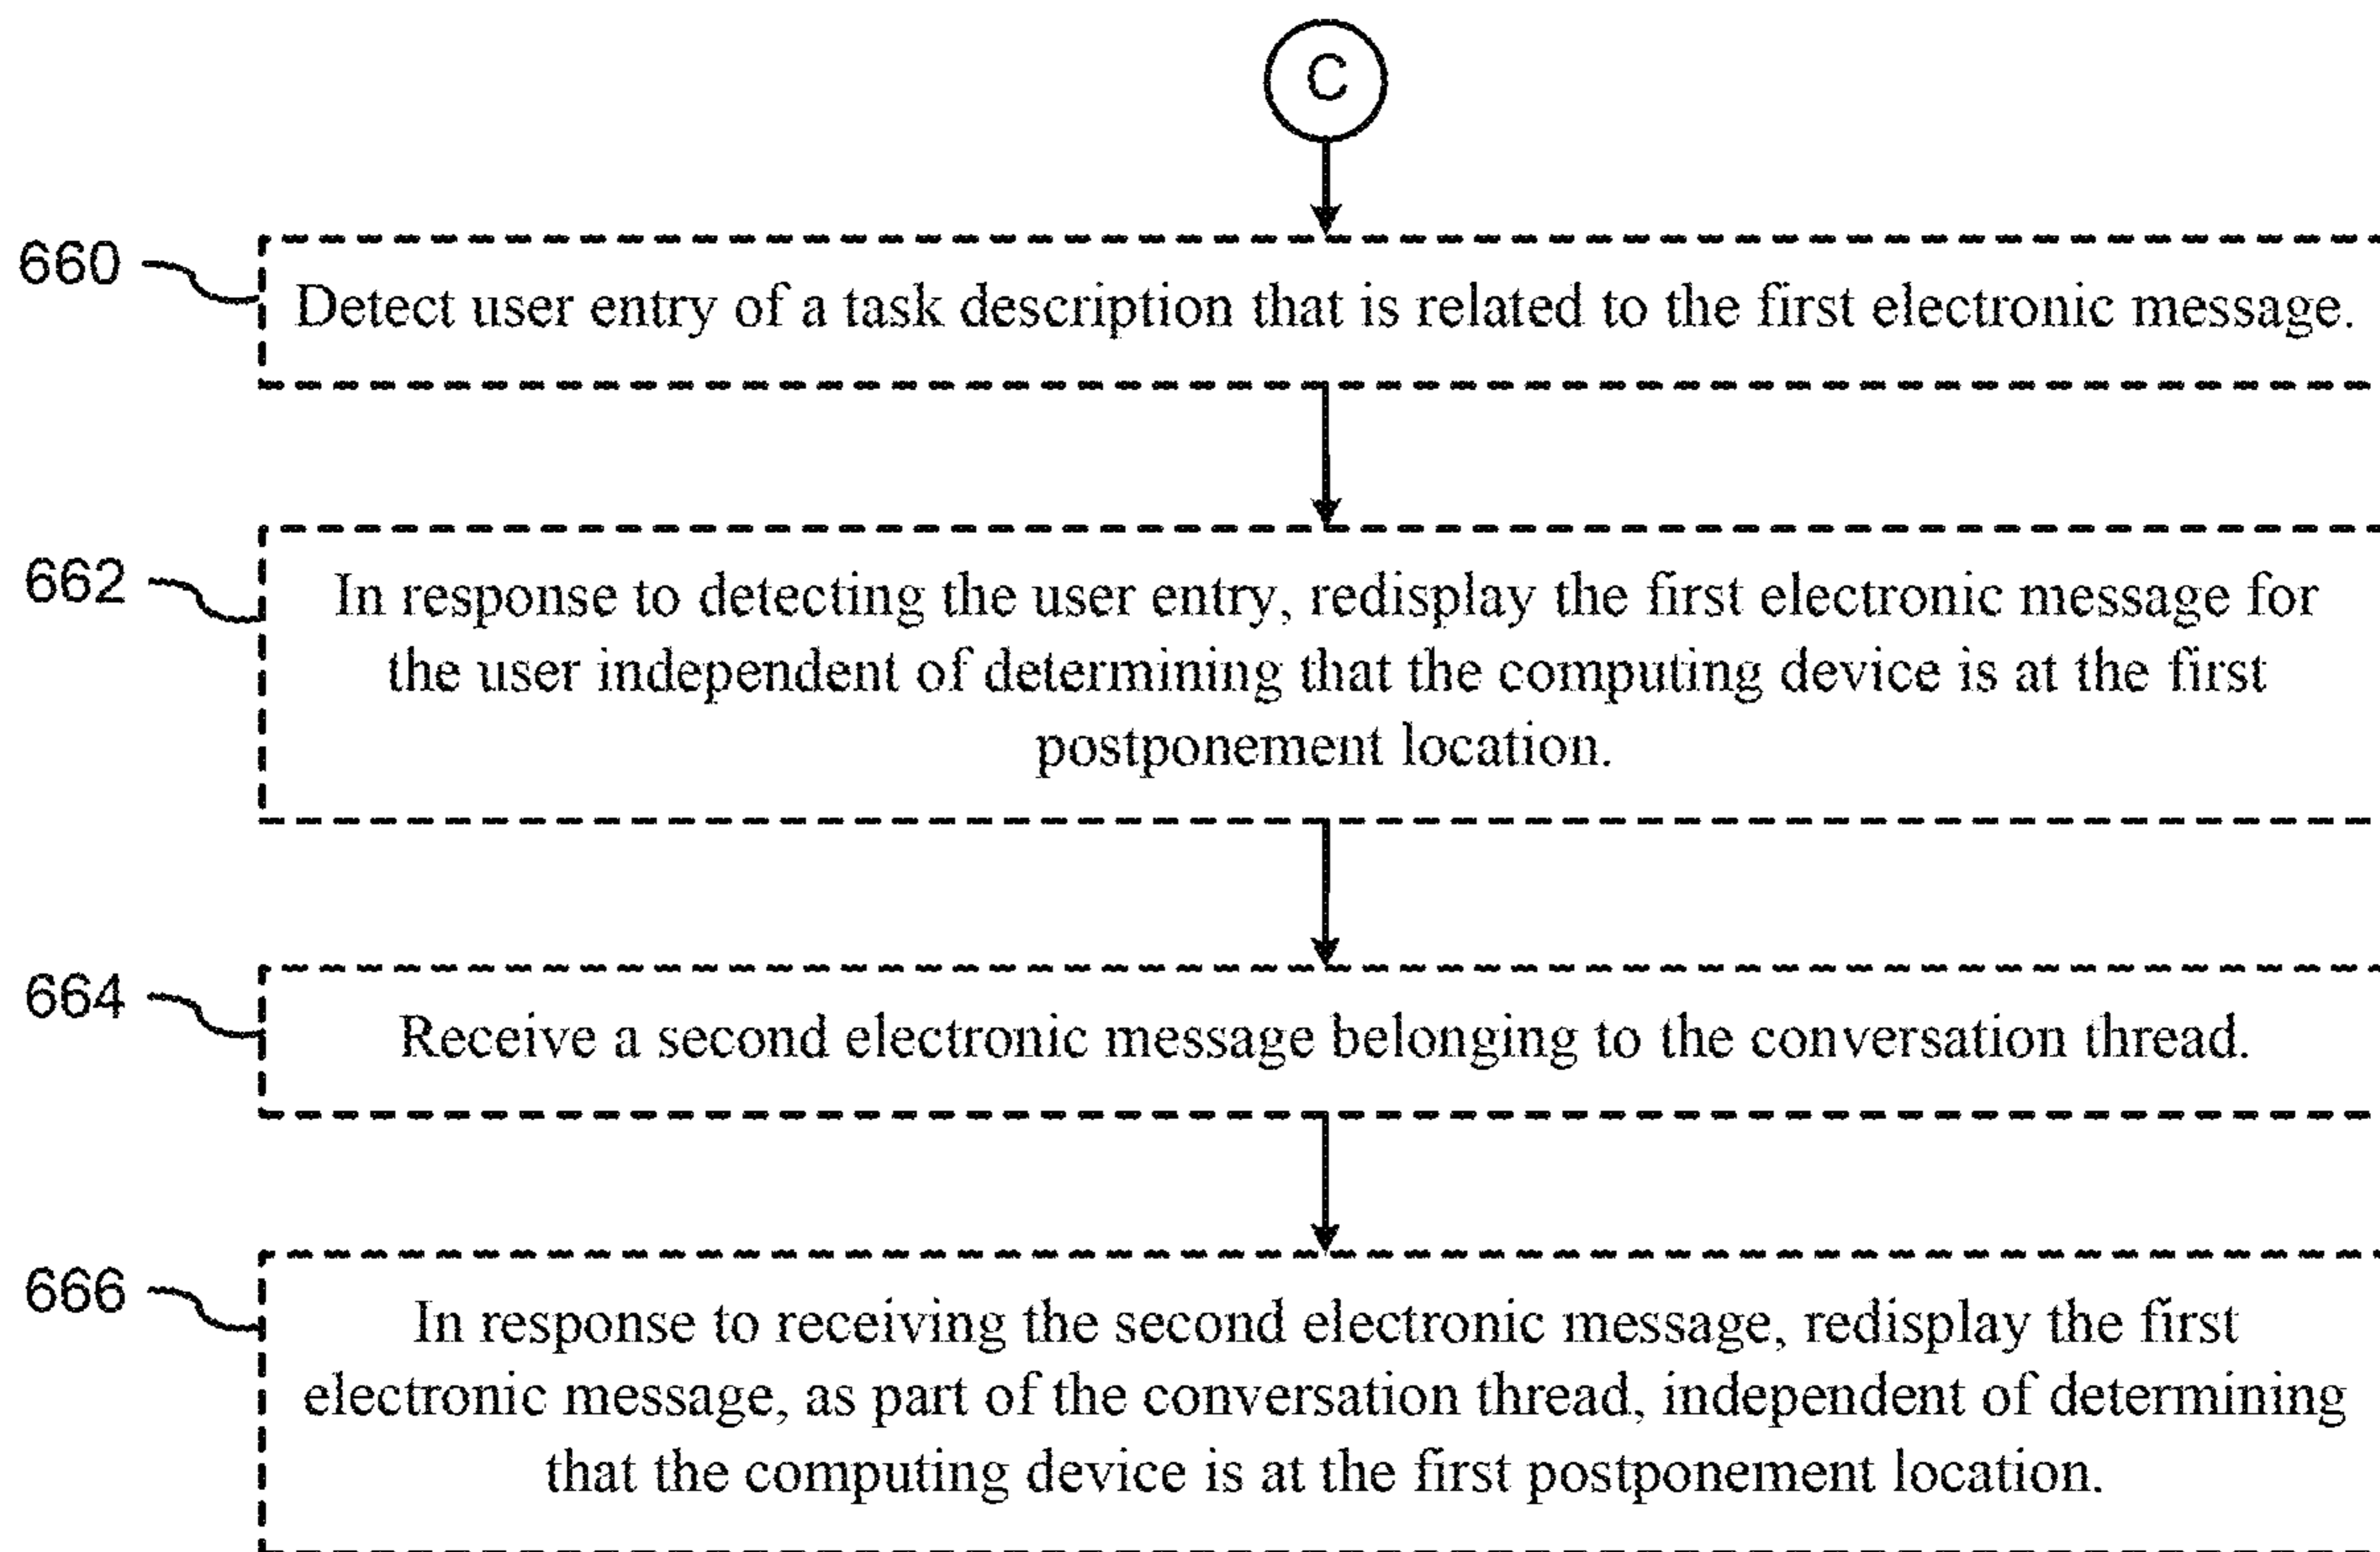 C
660
Detect user entry of a task description that is related to the first electronic message.
662
In response to detecting the user entry, redisplay the first electronic message for
the user independent of determining that the computing device is at the first
postponement location.
664
Receive a second electronic message belonging to the conversation thread.
666
In response to receiving the second electronic message, redisplay the first
electronic message, as part of the conversation thread, independent of determining
that the computing device is at the first postponement location.